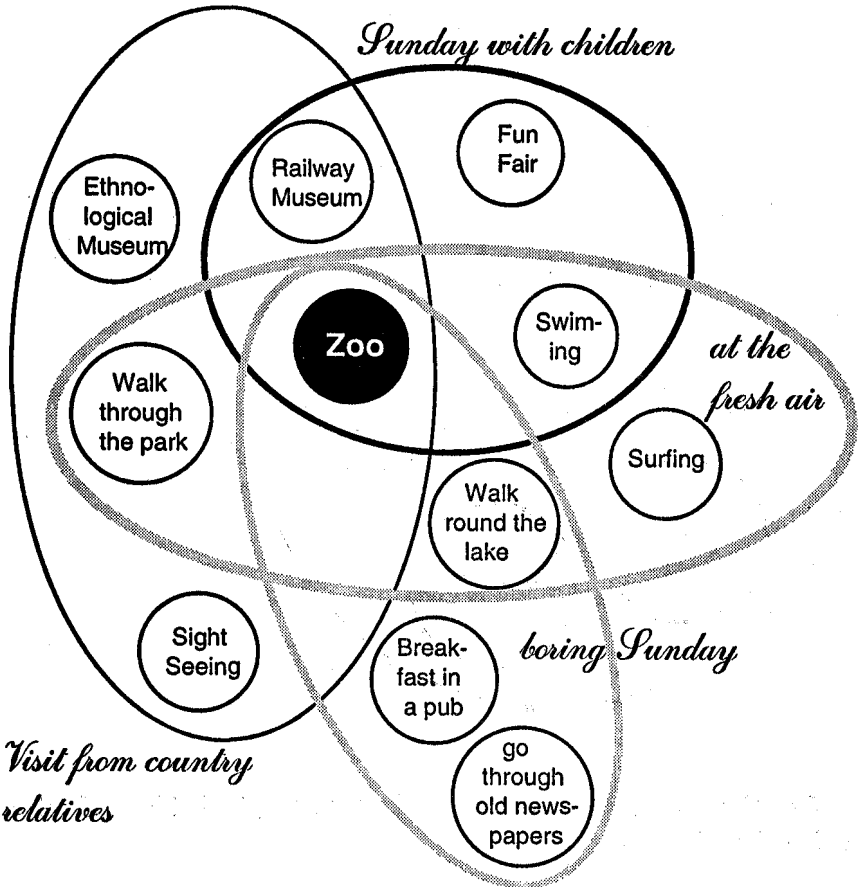 Sunday with children
Fun
Fair
Railway
Museum
Ethno-
logical
Museum
Zoo
Swim-
ing
at the
fresh air
Walk
through
the park
Surfing
Walk
round the
lake
Sight
Seeing
Break-
fast in
a pub
boring Sunday
go
through
old news-
papers
Visit from country
relatives